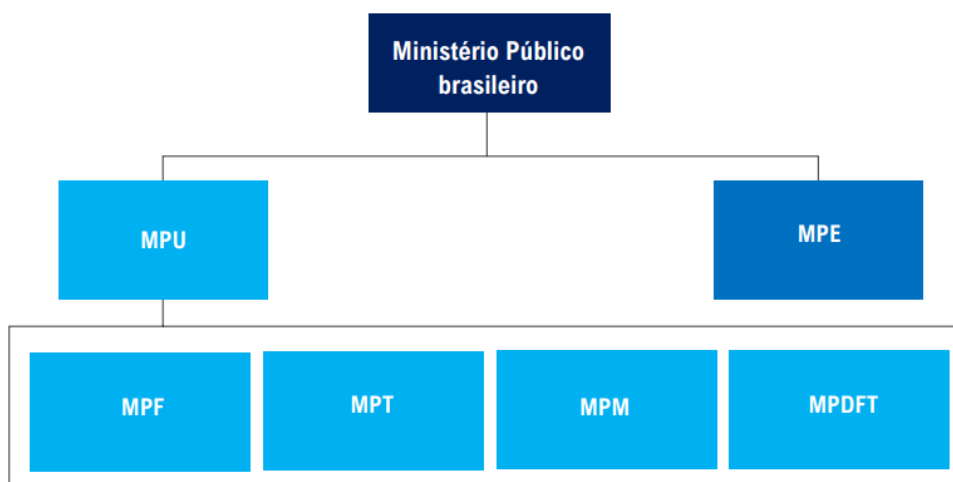 Ministério Público
brasileiro
MPU
MPE
MPF
MPT
MPM
MPDFT